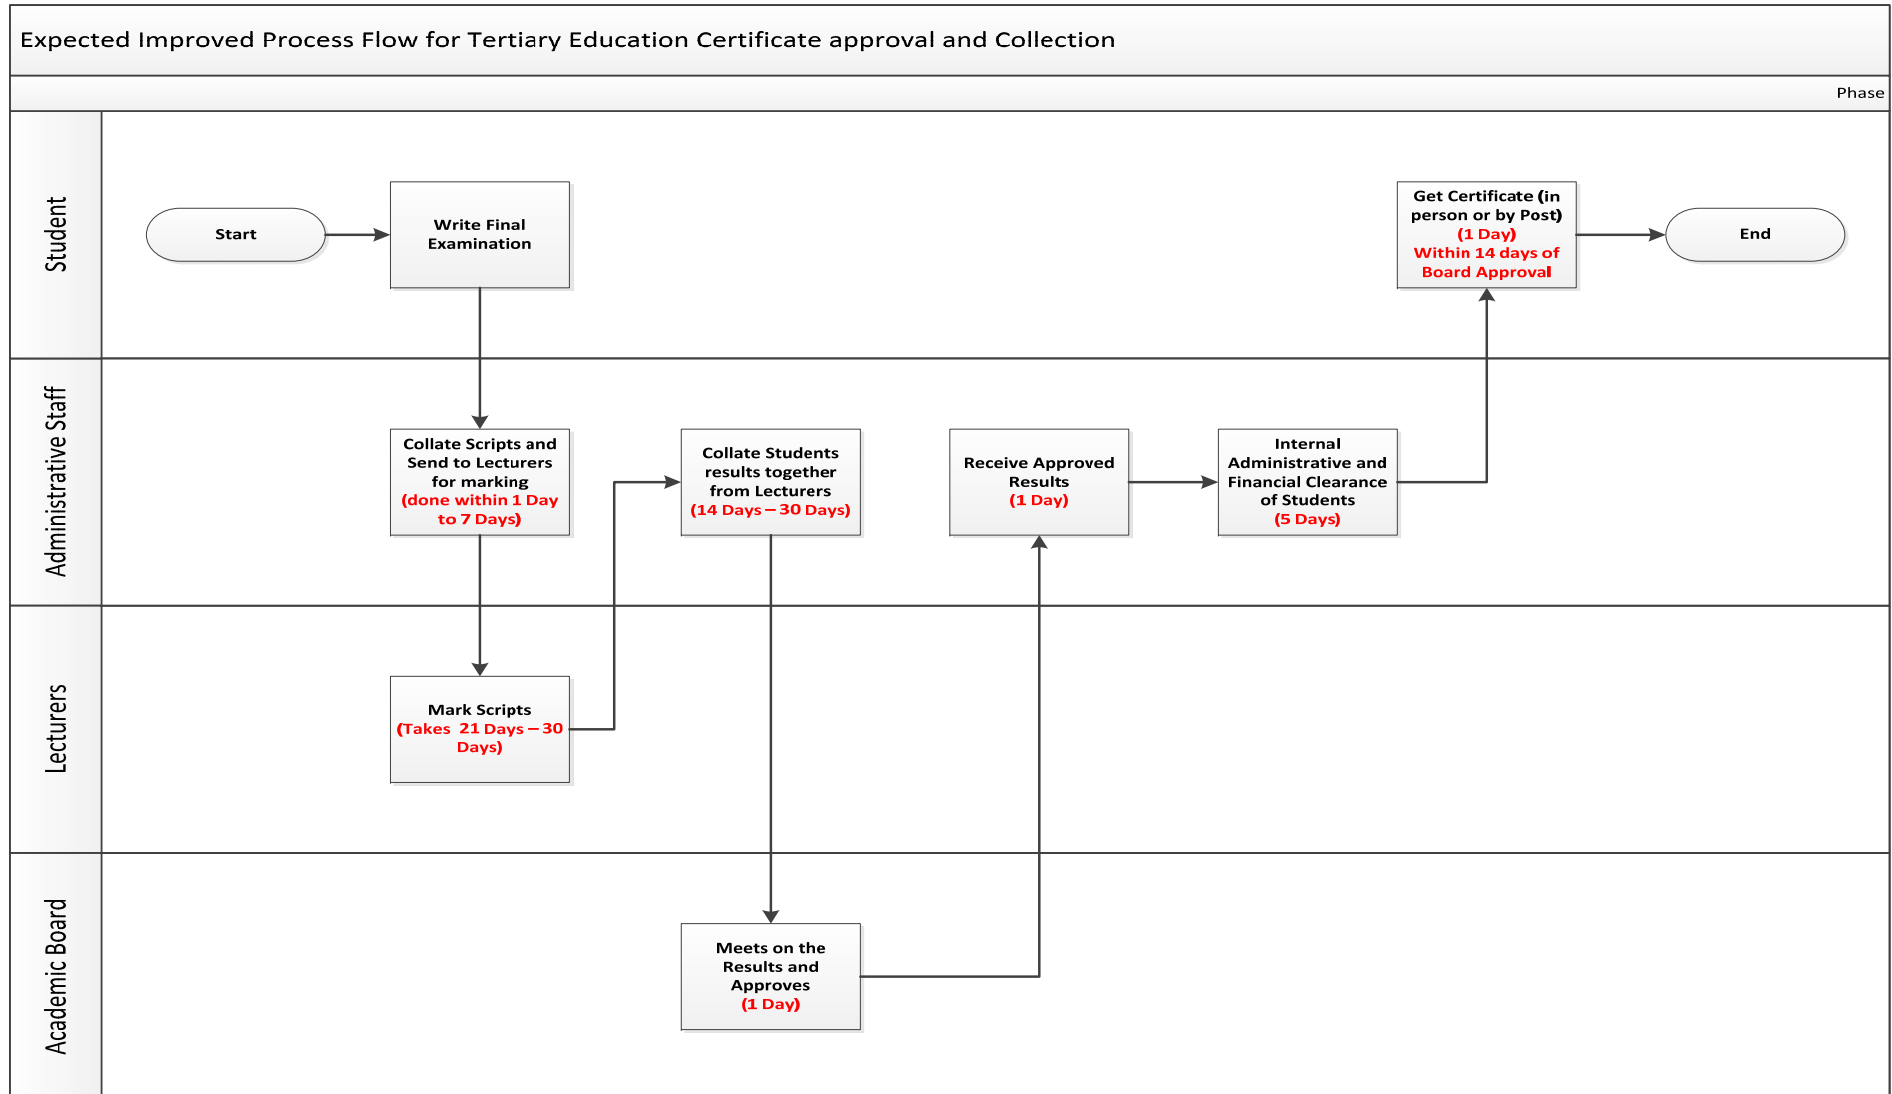 Expected Improved Process Flow for Tertiary Education Certificate approval and Collection
Phase
Student
Start
Write Final
Examination
Get Certificate (in
person or by Post)
(1 Day)
Within 14 days of
Board Approval
End
Administrative Staff
Collate Scripts and
Send to Lecturers
for marking
(done within 1 Day
to 7 Days)
Collate Students
results together
from Lecturers
(14 Days – 30 Days)
Receive Approved
Results
(1 Day)
Internal
Administrative and
Financial Clearance
of Students
(5 Days)
Lecturers
Mark Scripts
(Takes  21 Days – 30
Days)
Academic Board
Meets on the
Results and
Approves
(1 Day)